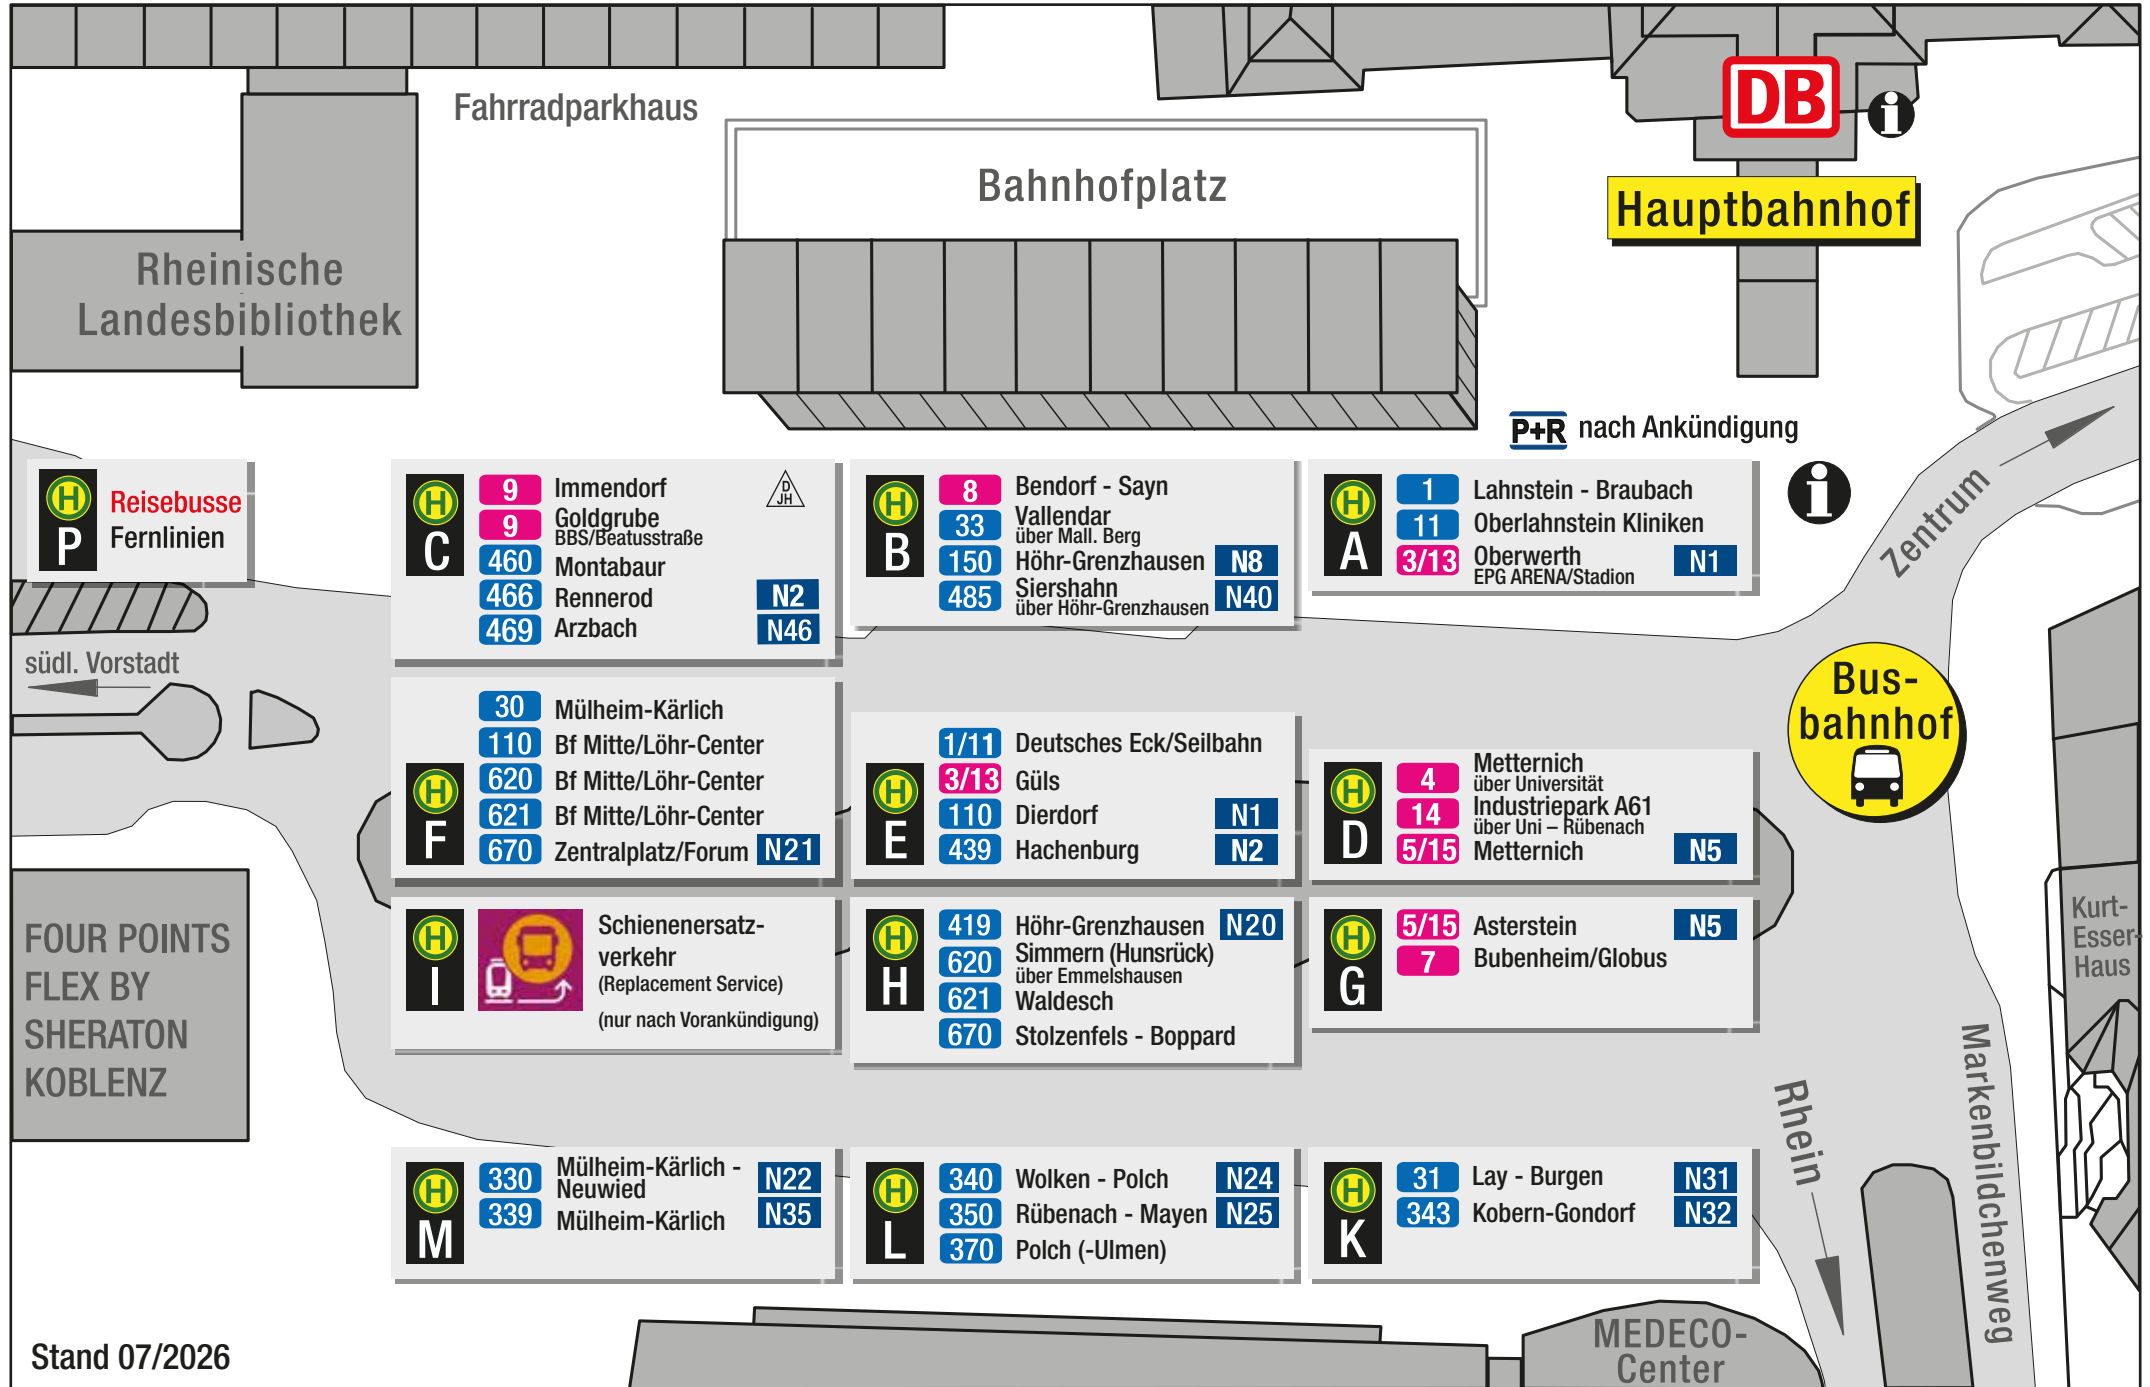 Fahrradparkhaus
DB
i
Bahnhofplatz
Hauptbahnhof
Rheinische
Landesbibliothek
P+R nach Ankündigung
i
Zentrum
H
P
Reisebusse
Fernlinien
H
C
9 Immendorf
D
JH
9 Goldgrube
BBS/Beatusstraße
460 Montabaur
466 Rennerod N2
469 Arzbach N46
H
B
8 Bendorf - Sayn
33 Vallendar
über Mall. Berg
150 Höhr-Grenzhausen N8
485 Siershahn
über Höhr-Grenzhausen N40
H
A
1 Lahnstein - Braubach
11 Oberlahnstein Kliniken
3/13 Oberwerth
EPG ARENA/Stadion N1
südl. Vorstadt
Bus-
bahnhof
H
F
30 Mülheim-Kärlich
110 Bf Mitte/Löhr-Center
620 Bf Mitte/Löhr-Center
621 Bf Mitte/Löhr-Center
670 Zentralplatz/Forum N21
H
E
1/11 Deutsches Eck/Seilbahn
3/13 Güls
110 Dierdorf N1
439 Hachenburg N2
H
D
4 Metternich
über Universität
14 Industriepark A61
über Uni – Rübenach
5/15 Metternich N5
FOUR POINTS
FLEX BY
SHERATON
KOBLENZ
H
I
Schienenersatz-
verkehr
(Replacement Service)
(nur nach Vorankündigung)
H
H
419 Höhr-Grenzhausen N20
620 Simmern (Hunsrück)
über Emmelshausen
621 Waldesch
670 Stolzenfels - Boppard
H
G
5/15 Asterstein N5
7 Bubenheim/Globus
Kurt-
Esser-
Haus
Markenbildchenweg
Rhein
H
M
330 Mülheim-Kärlich -
Neuwied N22
339 Mülheim-Kärlich N35
H
L
340 Wolken - Polch N24
350 Rübenach - Mayen N25
370 Polch (-Ulmen)
H
K
31 Lay - Burgen N31
343 Kobern-Gondorf N32
MEDECO-
Center
Stand 07/2026